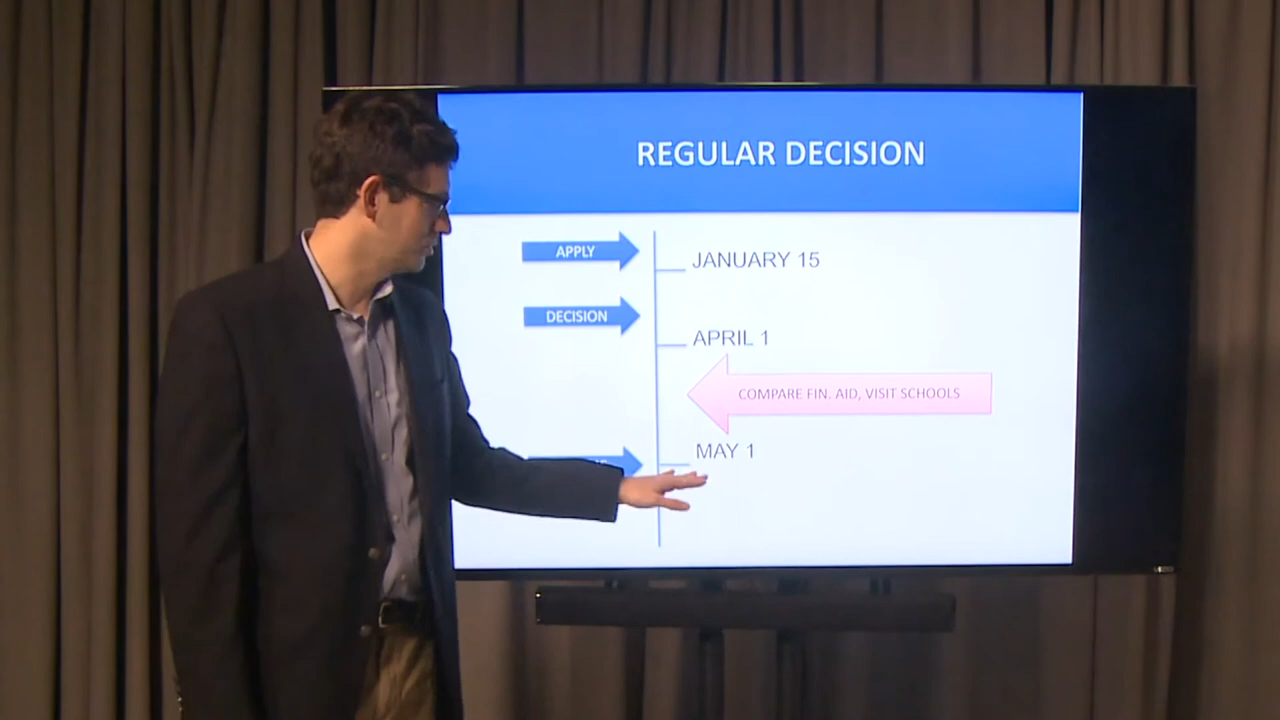 REGULAR DECISION
APPLY
JANUARY 15
DECISION
APRIL 1
COMPARE FIN. AID, VISIT SCHOOLS
MAY 1